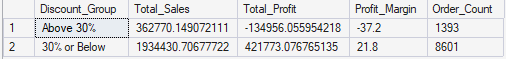 Discount_Group Total_Sales Total_Profit Profit_Margin Order_Count
1 Above 30% 362770.149072111 -134956.055954218 -37.2 1393
2 30% or Below 1934430.70677722 421773.076765135 21.8 8601